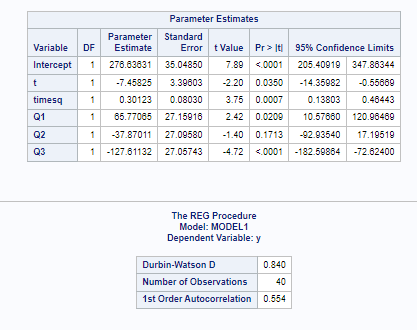 Parameter Estimates
Variable DF Parameter Estimate Standard Error t Value Pr > |t| 95% Confidence Limits
Intercept 1 276.63631 35.04850 7.89 <.0001 205.40919 347.86344
t 1 -7.45825 3.39603 -2.20 0.0350 -14.35982 -0.55669
timesq 1 0.30123 0.08030 3.75 0.0007 0.13803 0.46443
Q1 1 65.77065 27.15916 2.42 0.0209 10.57660 120.96469
Q2 1 -37.87011 27.09580 -1.40 0.1713 -92.93540 17.19519
Q3 1 -127.61132 27.05743 -4.72 <.0001 -182.59864 -72.62400
The REG Procedure
Model: MODEL1
Dependent Variable: y
Durbin-Watson D 0.840
Number of Observations 40
1st Order Autocorrelation 0.554